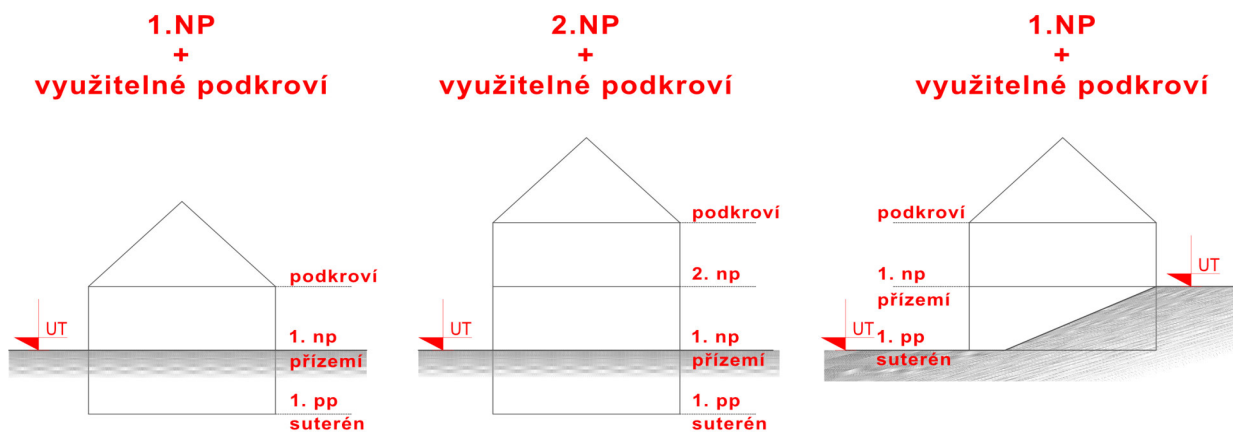 1.NP
+
využitelné podkroví
podkroví
UT
1. np
přízemí
1. pp
suterén
2.NP
+
využitelné podkroví
podkroví
2. np
UT
1. np
přízemí
1. pp
suterén
1.NP
+
využitelné podkroví
podkroví
UT
1. np
přízemí
UT
1. pp
suterén